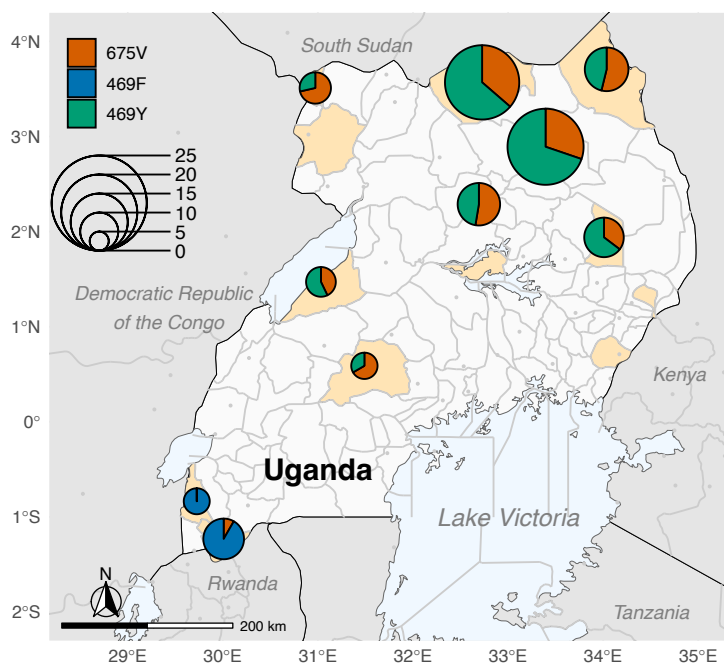 4°N
3°N
2°N
1°N
0°
1°S
2°S
29°E
30°E
31°E
32°E
33°E
34°E
35°E
675V
469F
469Y
25
20
15
10
5
0
South Sudan
Democratic Republic
of the Congo
Kenya
Uganda
Lake Victoria
Rwanda
Tanzania
N
200 km